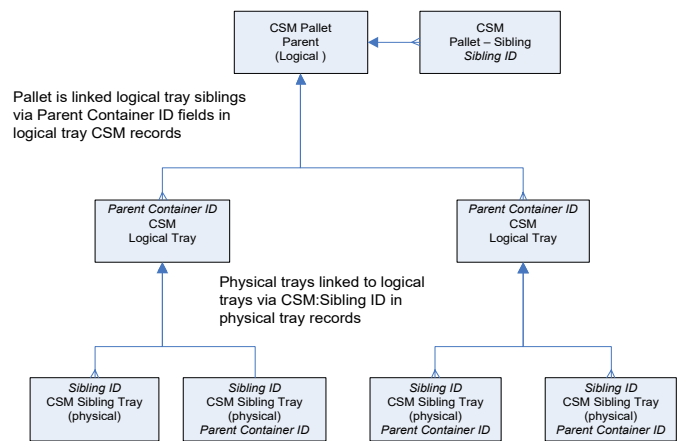 CSM Pallet
Parent
(Logical )
CSM
Pallet – Sibling
Sibling ID
Pallet is linked logical tray siblings
via Parent Container ID fields in
logical tray CSM records
Parent Container ID
CSM
Logical Tray
Parent Container ID
CSM
Logical Tray
Physical trays linked to logical
trays via CSM:Sibling ID in
physical tray records
Sibling ID
CSM Sibling Tray
(physical)
Sibling ID
CSM Sibling Tray
(physical)
Parent Container ID
Sibling ID
CSM Sibling Tray
(physical)
Parent Container ID
Sibling ID
CSM Sibling Tray
(physical)
Parent Container ID